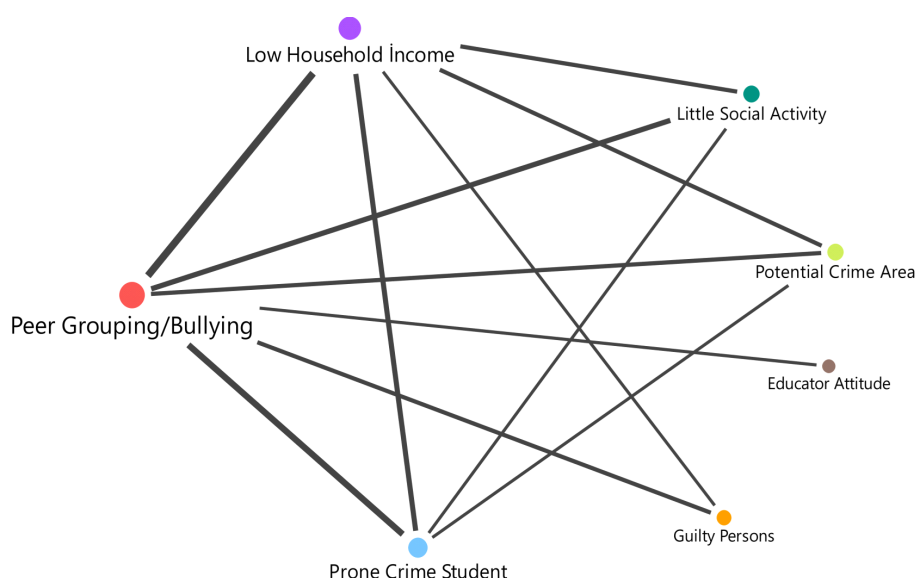 Low Household İncome
Little Social Activity
Potential Crime Area
Peer Grouping/Bullying
Educator Attitude
Guilty Persons
Prone Crime Student